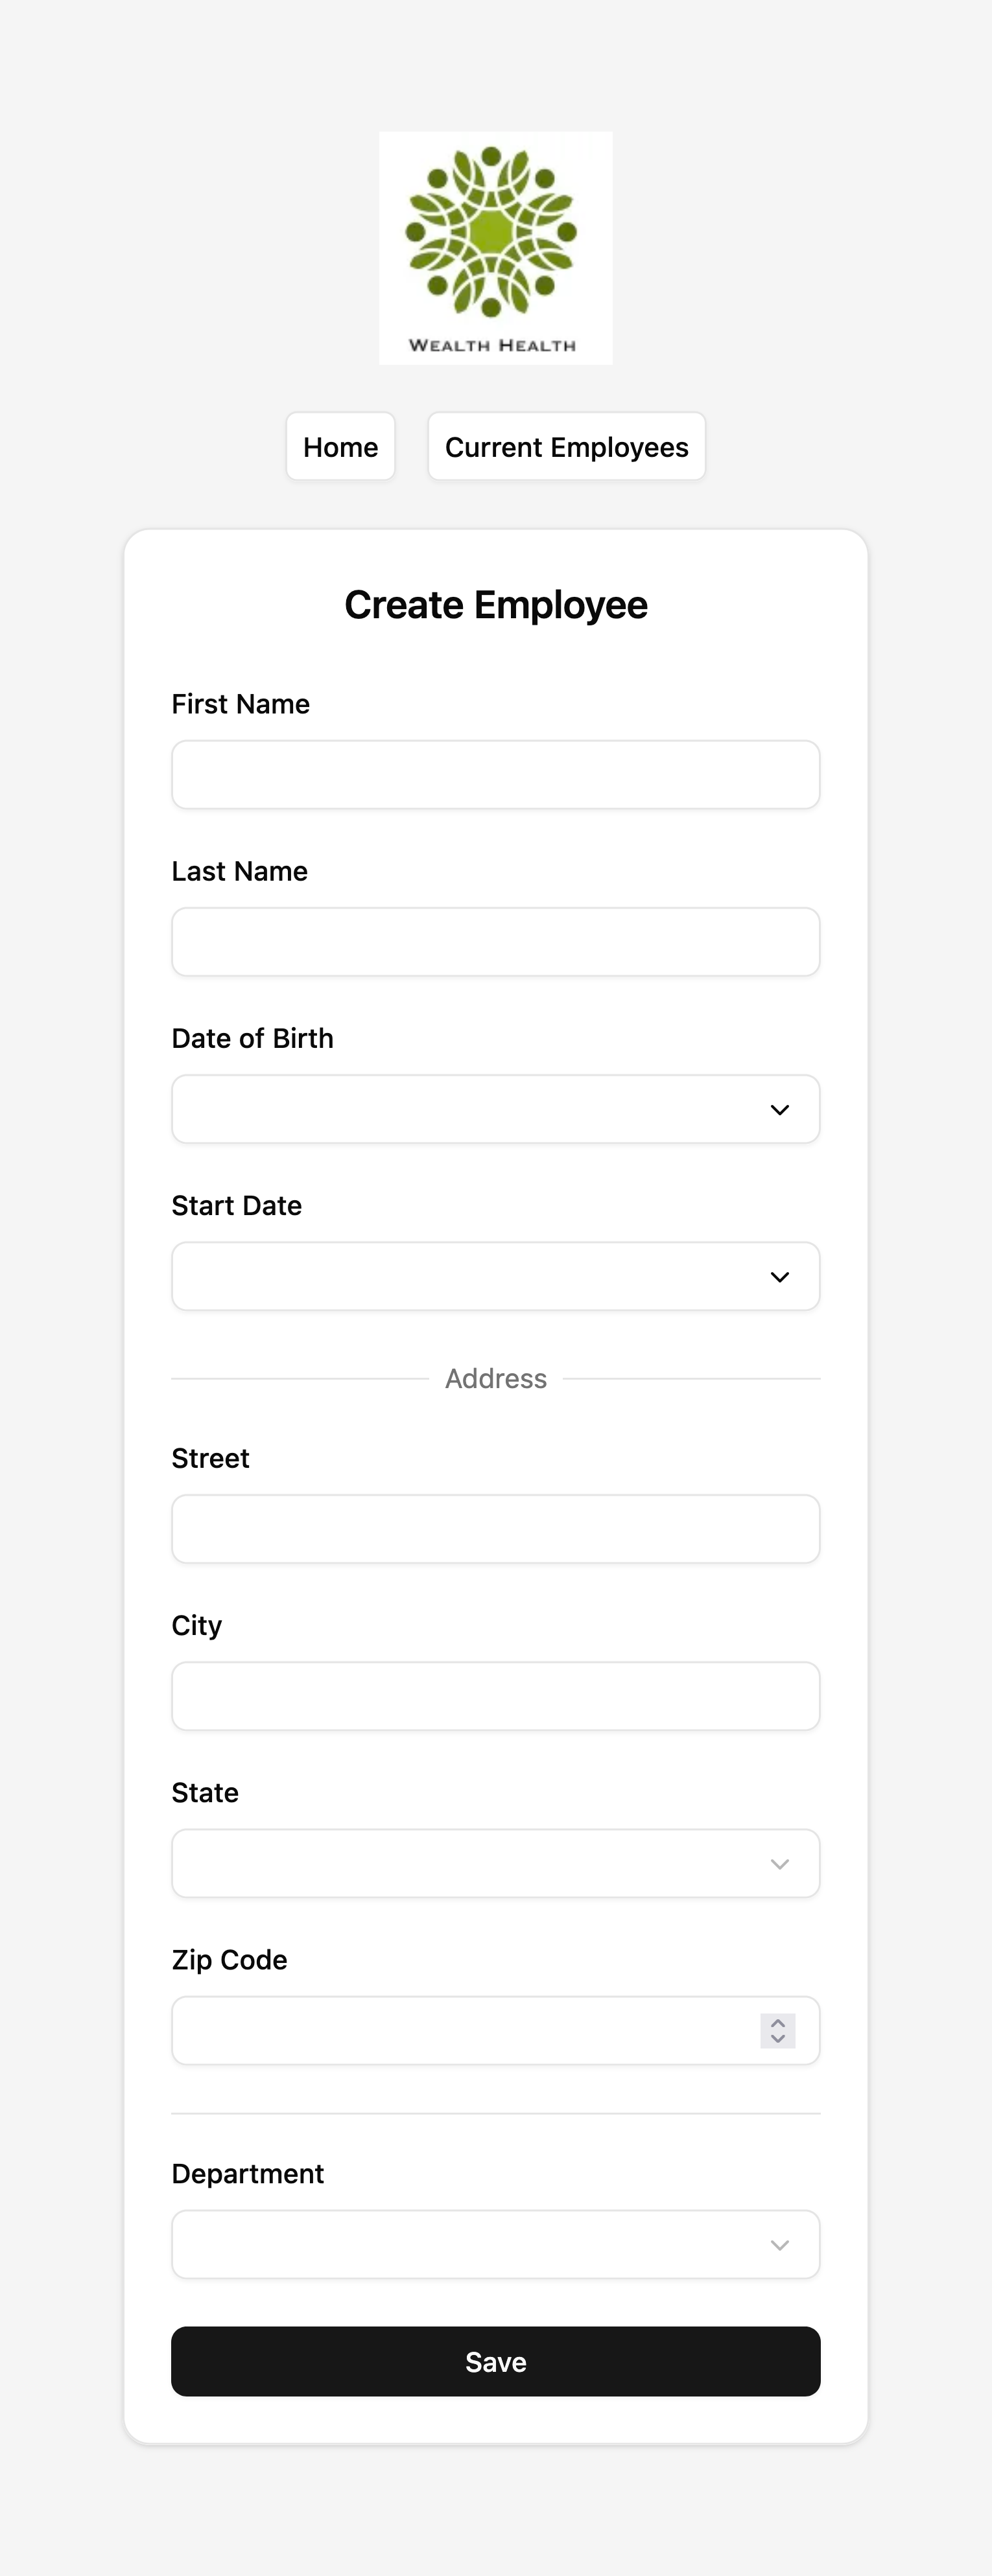 WEALTH HEALTH
Home
Current Employees
Create Employee
First Name
Last Name
Date of Birth
Start Date
Address
Street
City
State
Zip Code
Department
Save